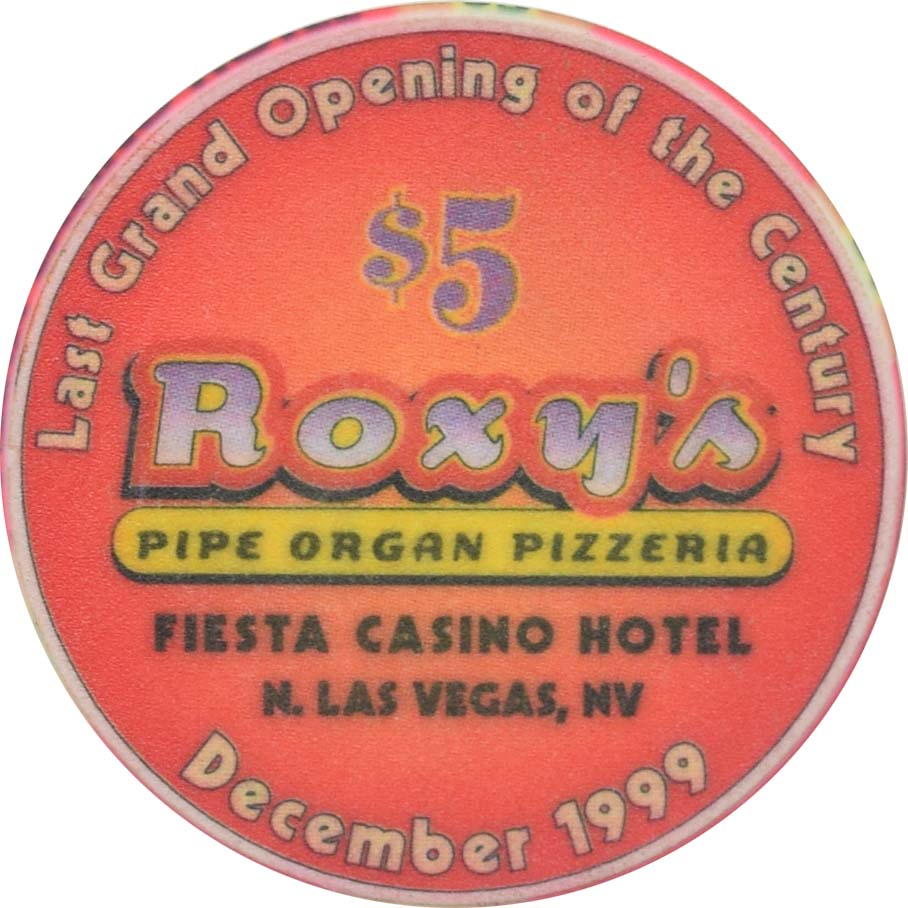 Last Grand Opening of the Century
$5
Roxy's
PIPE ORGAN PIZZERIA
FIESTA CASINO HOTEL
N. LAS VEGAS, NV
December 1999